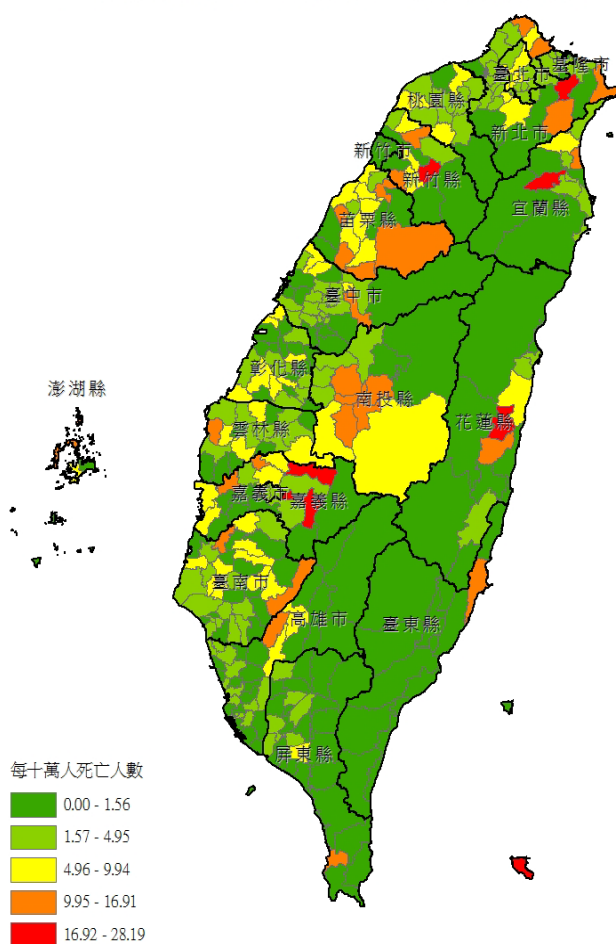 基隆市
臺北市
桃園縣
新北市
新竹市
新竹縣
宜蘭縣
苗栗縣
臺中市
彰化縣
南投縣
澎湖縣
花蓮縣
雲林縣
嘉義市
嘉義縣
臺南市
高雄市
臺東縣
屏東縣
每十萬人死亡人數
0.00 - 1.56
1.57 - 4.95
4.96 - 9.94
9.95 - 16.91
16.92 - 28.19